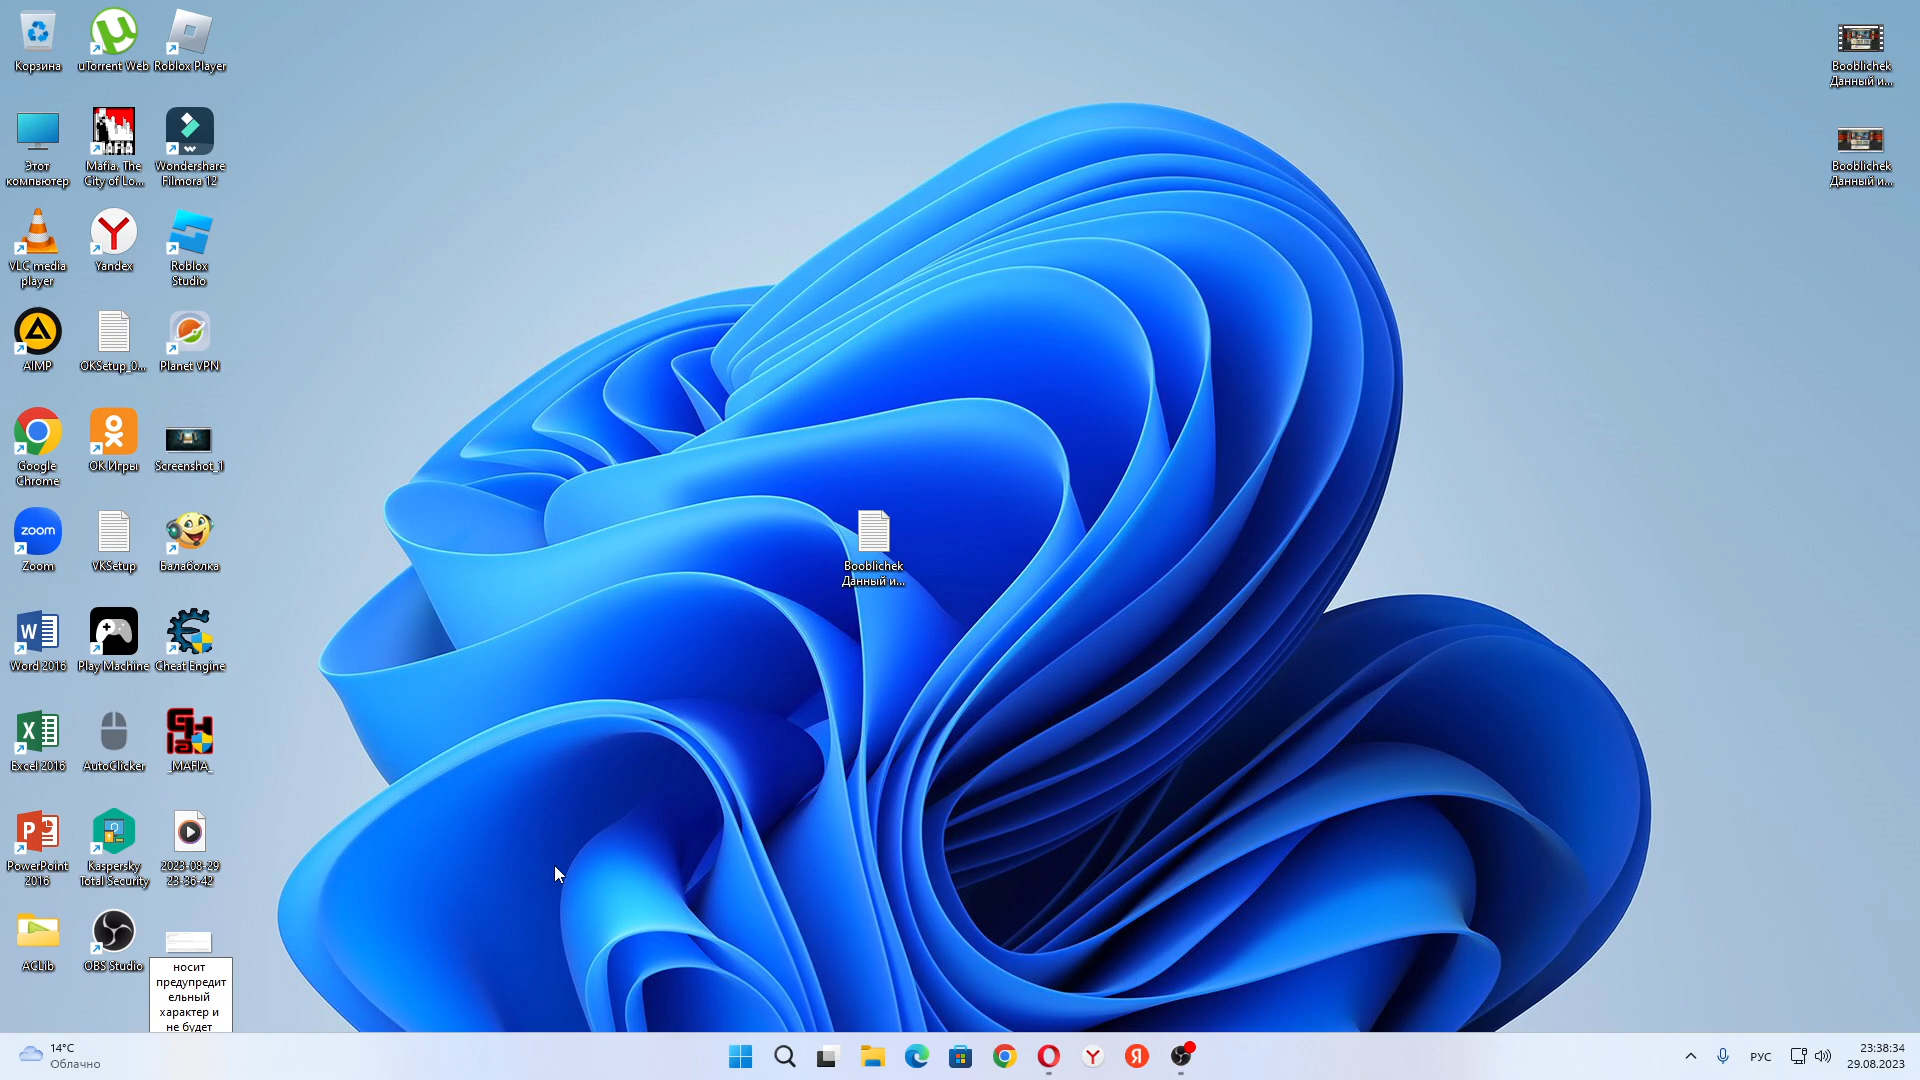 Корзина
uTorrent Web
Roblox Player
Этот
компьютер
Mafia. The
City of Lo...
Wondershare
Filmora 12
VLC media
player
Yandex
Roblox
Studio
AIMP
OKSetup_0...
Planet VPN
Google
Chrome
ОК Игры
Screenshot_1
zoom
Zoom
VKSetup
Балаболка
Word 2016
Play Machine
Cheat Engine
Excel 2016
AutoClicker
_MAFIA_
PowerPoint
2016
Kaspersky
Total Security
2023-08-29
23-36-42
ACLib
OBS Studio
носит
предупредит
ельный
характер и
не будет
Booblichek
Данный и...
Booblichek
Данный и...
Booblichek
Данный и...
14°C
Облачно
РУС
23:38:34
29.08.2023